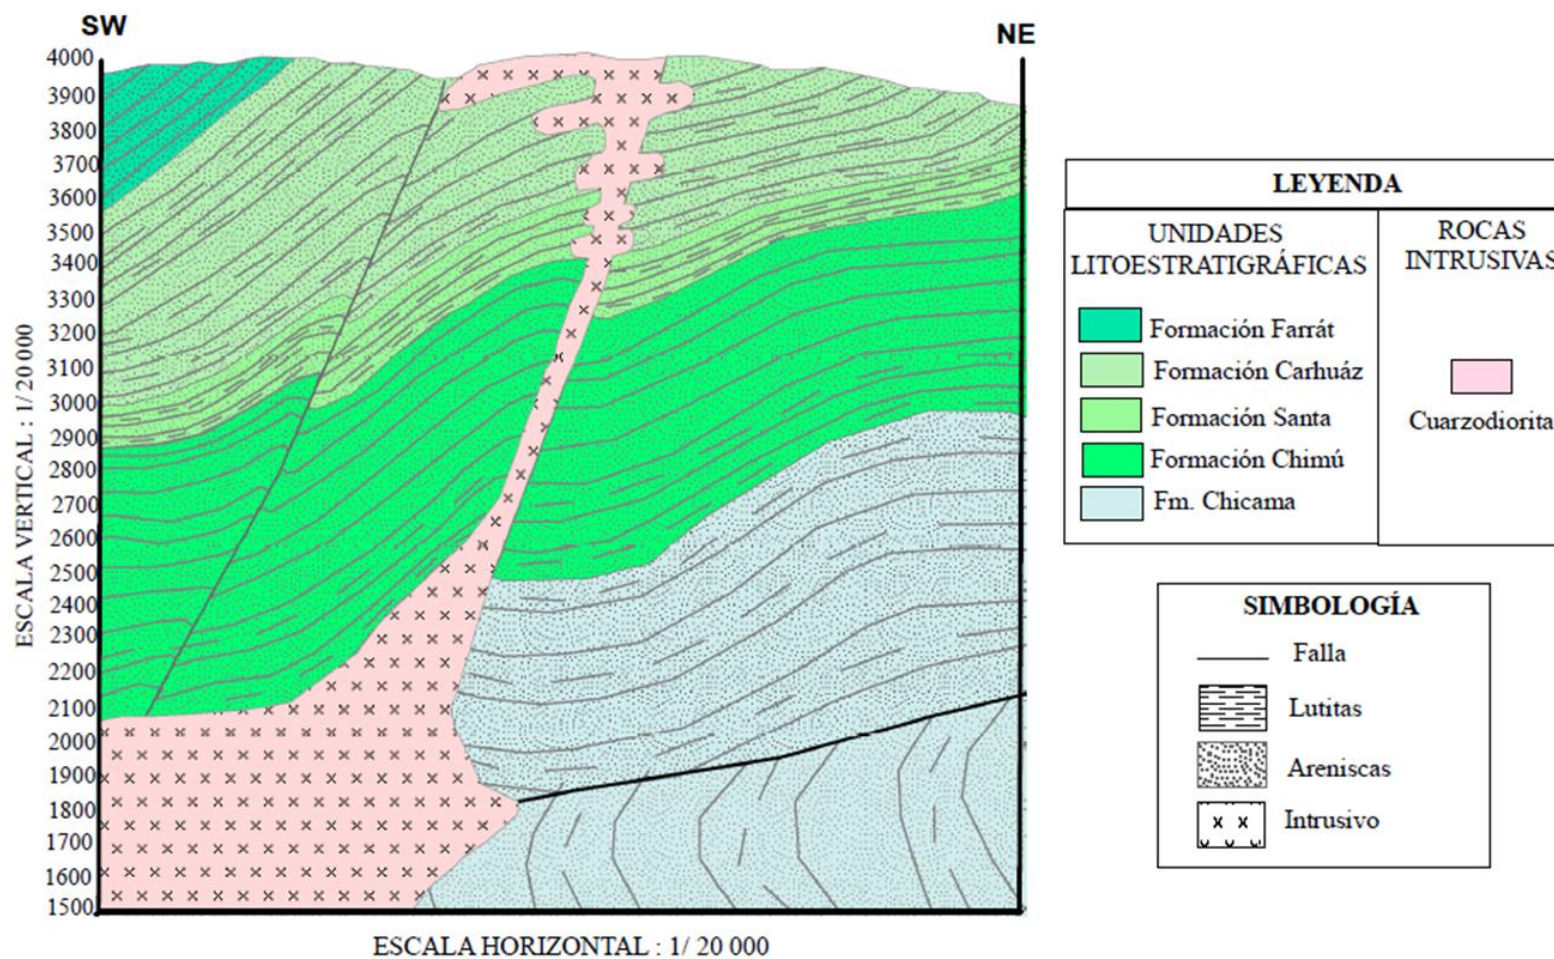 SW
NE
4000
3900
3800
3700
3600
3500
3400
3300
3200
3100
3000
2900
2800
2700
2600
2500
2400
2300
2200
2100
2000
1900
1800
1700
1600
1500
ESCALA VERTICAL : 1/ 20 000
ESCALA HORIZONTAL : 1/ 20 000
LEYENDA
UNIDADES
LITOESTRATIGRÁFICAS
Formación Farrát
Formación Carhuáz
Formación Santa
Formación Chimú
Fm. Chicama
ROCAS
INTRUSIVAS
Cuarzodiorita
SIMBOLOGÍA
Falla
Lutitas
Areniscas
Intrusivo